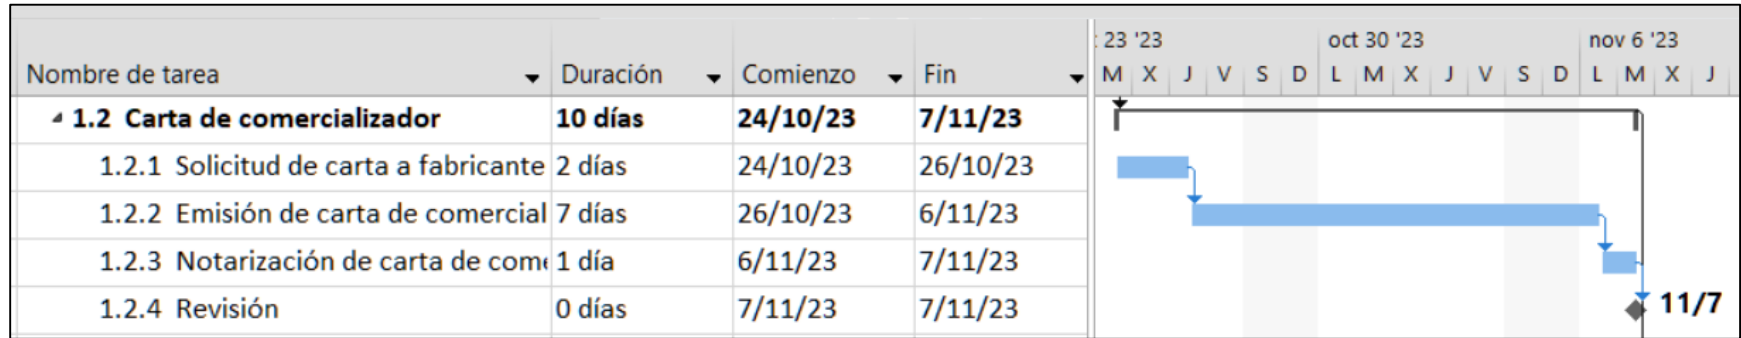 : 23 '23 oct 30 '23 nov 6 '23
Nombre de tarea Duración Comienzo Fin M X J V S D L M X J V S D L M X J
1.2 Carta de comercializador 10 días 24/10/23 7/11/23
1.2.1 Solicitud de carta a fabricante 2 días 24/10/23 26/10/23
1.2.2 Emisión de carta de comercial 7 días 26/10/23 6/11/23
1.2.3 Notarización de carta de come 1 día 6/11/23 7/11/23
1.2.4 Revisión 0 días 7/11/23 7/11/23 11/7